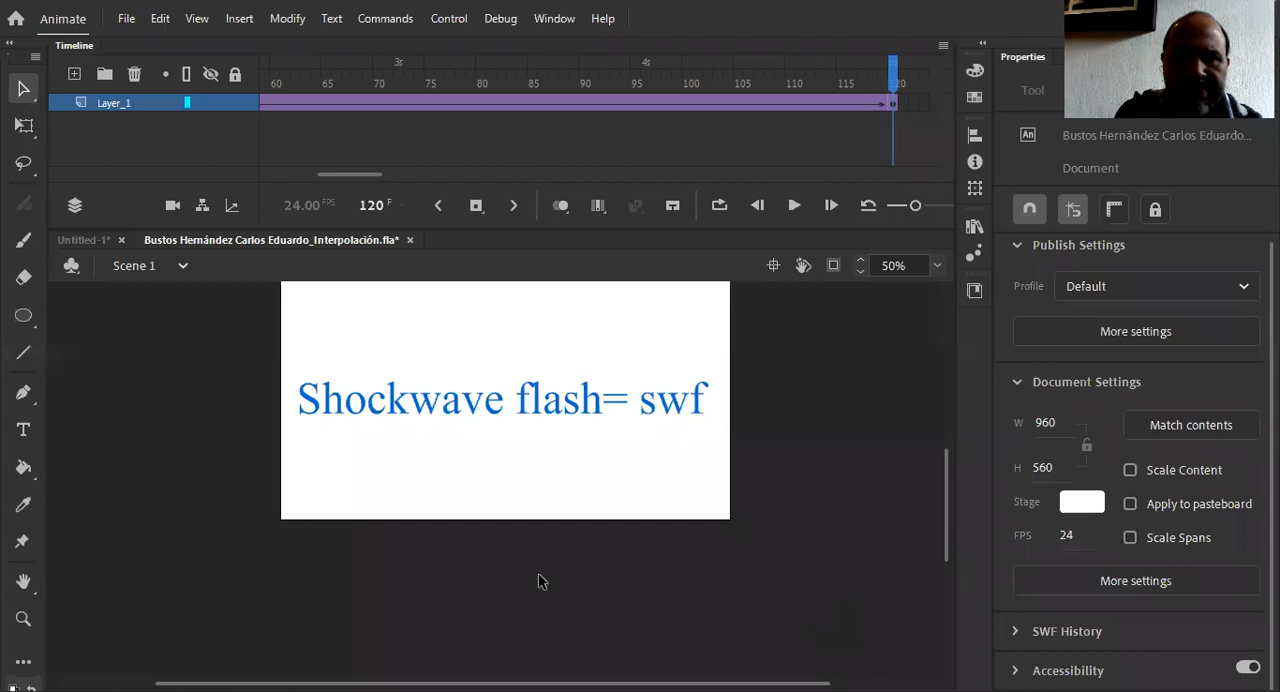 Animate File Edit View Insert Modify Text Commands Control Debug Window Help
Timeline
Properties
3s 4s
60 65 70 75 80 85 90 95 100 105 110 115 120
Tool
Layer_1
An Bustos Hernández Carlos Eduardo...
Document
24.00 FPS 120 F
Untitled-1* × Bustos Hernández Carlos Eduardo_Interpolación.fla* ×
Scene 1 50%
Publish Settings
Profile Default
More settings
Shockwave flash= swf
Document Settings
W 960 Match contents
H 560 Scale Content
Stage Apply to pasteboard
FPS 24 Scale Spans
More settings
SWF History
Accessibility